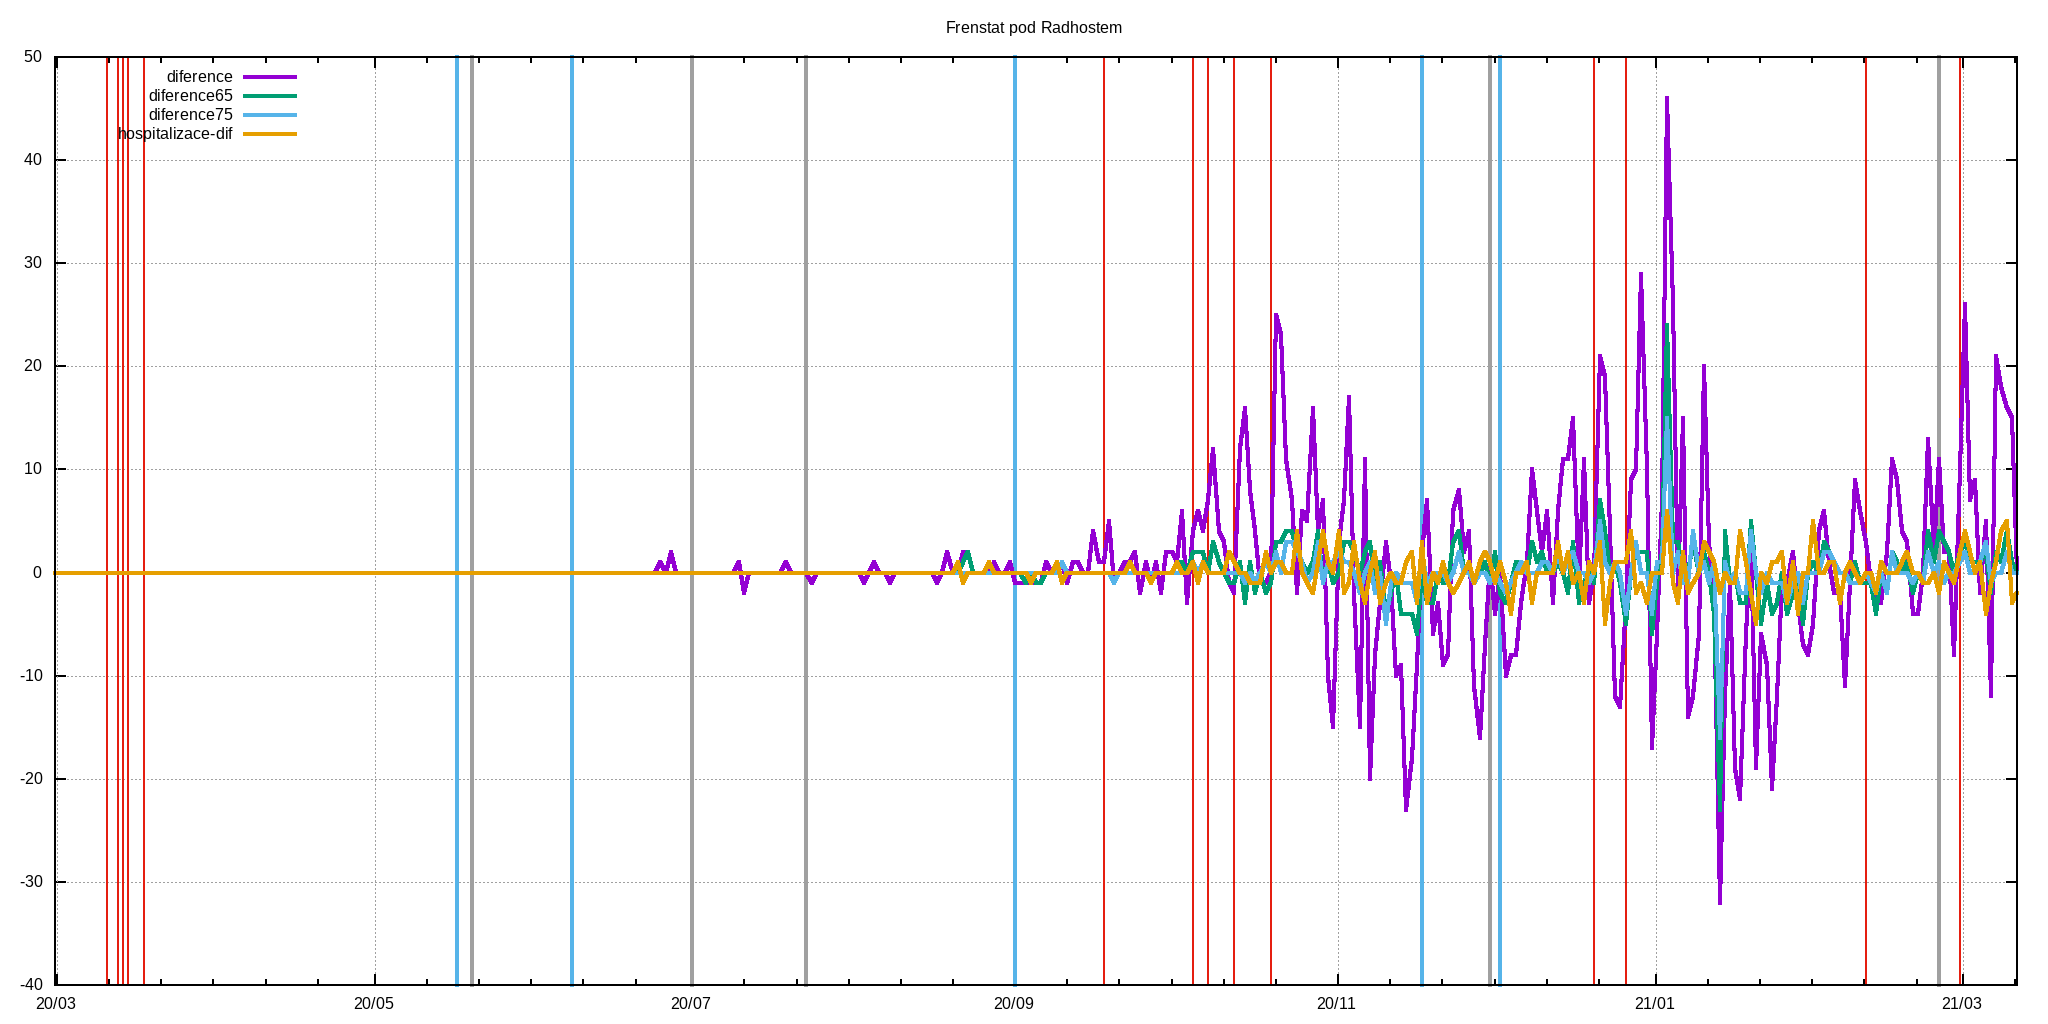 Frenstat pod Radhostem
diference
diference65
diference75
hospitalizace-dif
50
40
30
20
10
0
-10
-20
-30
-40
20/03 20/05 20/07 20/09 20/11 21/01 21/03